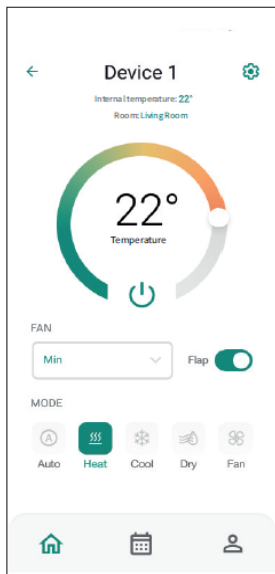 Device 1
Internal temperature: 22°
Room: Living Room
22°
Temperature
FAN
Min
Flap
MODE
A
Auto Heat Cool Dry Fan